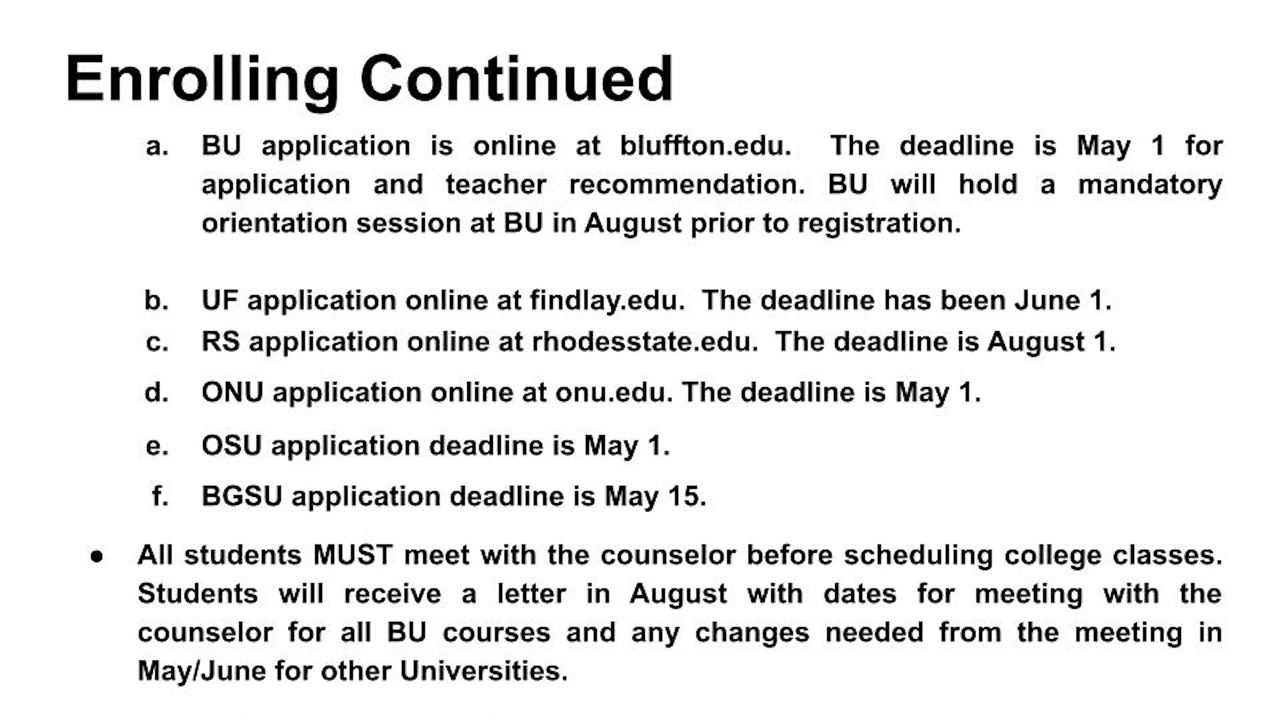 Enrolling Continued
a. BU application is online at bluffton.edu. The deadline is May 1 for
application and teacher recommendation. BU will hold a mandatory
orientation session at BU in August prior to registration.
b. UF application online at findlay.edu. The deadline has been June 1.
c. RS application online at rhodesstate.edu. The deadline is August 1.
d. ONU application online at onu.edu. The deadline is May 1.
e. OSU application deadline is May 1.
f. BGSU application deadline is May 15.
● All students MUST meet with the counselor before scheduling college classes.
Students will receive a letter in August with dates for meeting with the
counselor for all BU courses and any changes needed from the meeting in
May/June for other Universities.